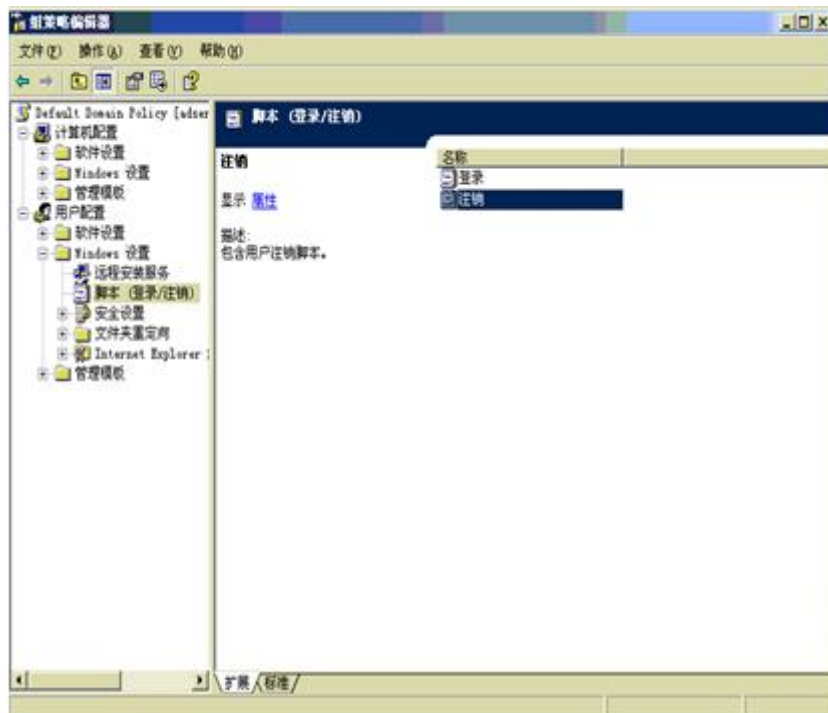 组策略编辑器
文件(F) 操作(A) 查看(V) 帮助(H)
Default Domain Policy [adser
计算机配置
软件设置
Windows 设置
管理模板
用户配置
软件设置
Windows 设置
远程安装服务
脚本 (登录/注销)
安全设置
文件夹重定向
Internet Explorer
管理模板
脚本 (登录/注销)
注销
显示 属性
描述:
包含用户注销脚本。
名称
登录
注销
扩展 标准